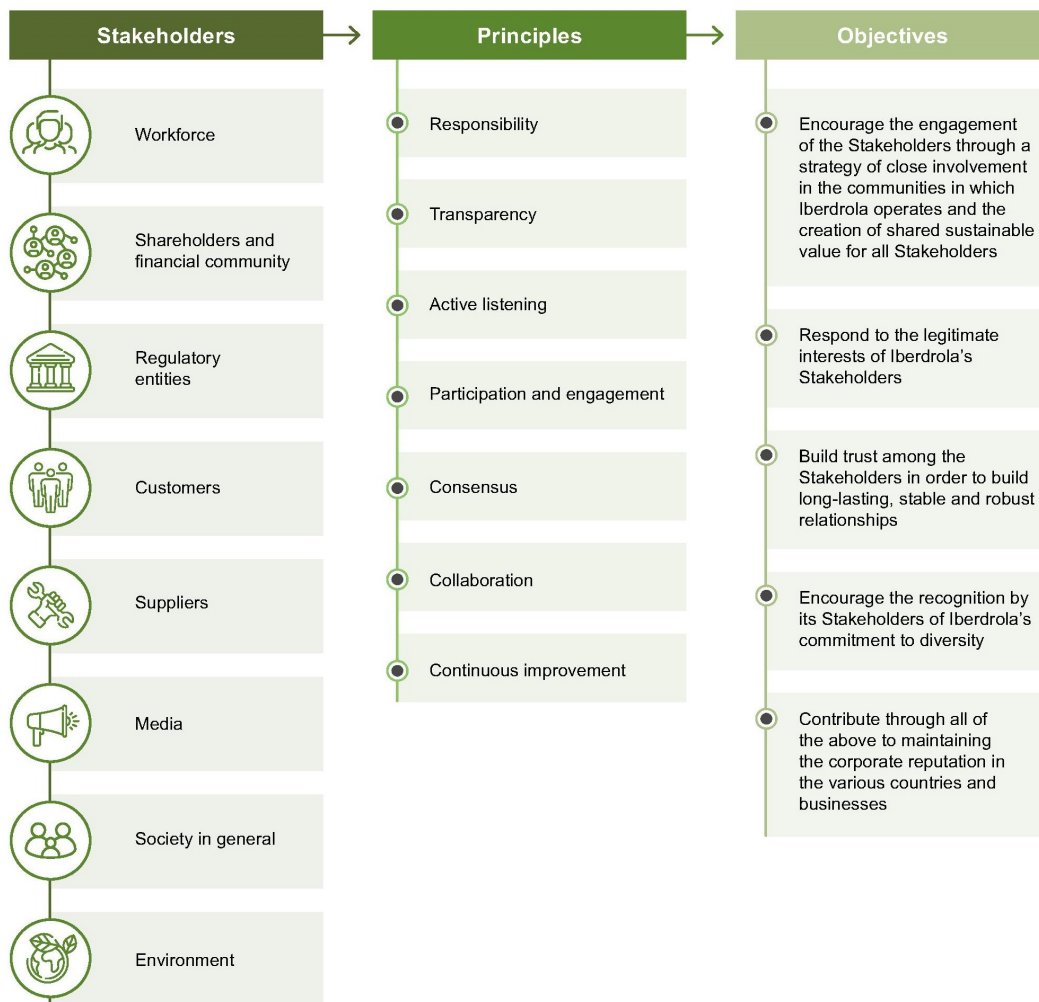 Stakeholders
Workforce
Shareholders and
financial community
Regulatory
entities
Customers
Suppliers
Media
Society in general
Environment
Principles
Responsibility
Transparency
Active listening
Participation and engagement
Consensus
Collaboration
Continuous improvement
Objectives
Encourage the engagement
of the Stakeholders through a
strategy of close involvement
in the communities in which
Iberdrola operates and the
creation of shared sustainable
value for all Stakeholders
Respond to the legitimate
interests of Iberdrola’s
Stakeholders
Build trust among the
Stakeholders in order to build
long-lasting, stable and robust
relationships
Encourage the recognition by
its Stakeholders of Iberdrola’s
commitment to diversity
Contribute through all of
the above to maintaining
the corporate reputation in
the various countries and
businesses